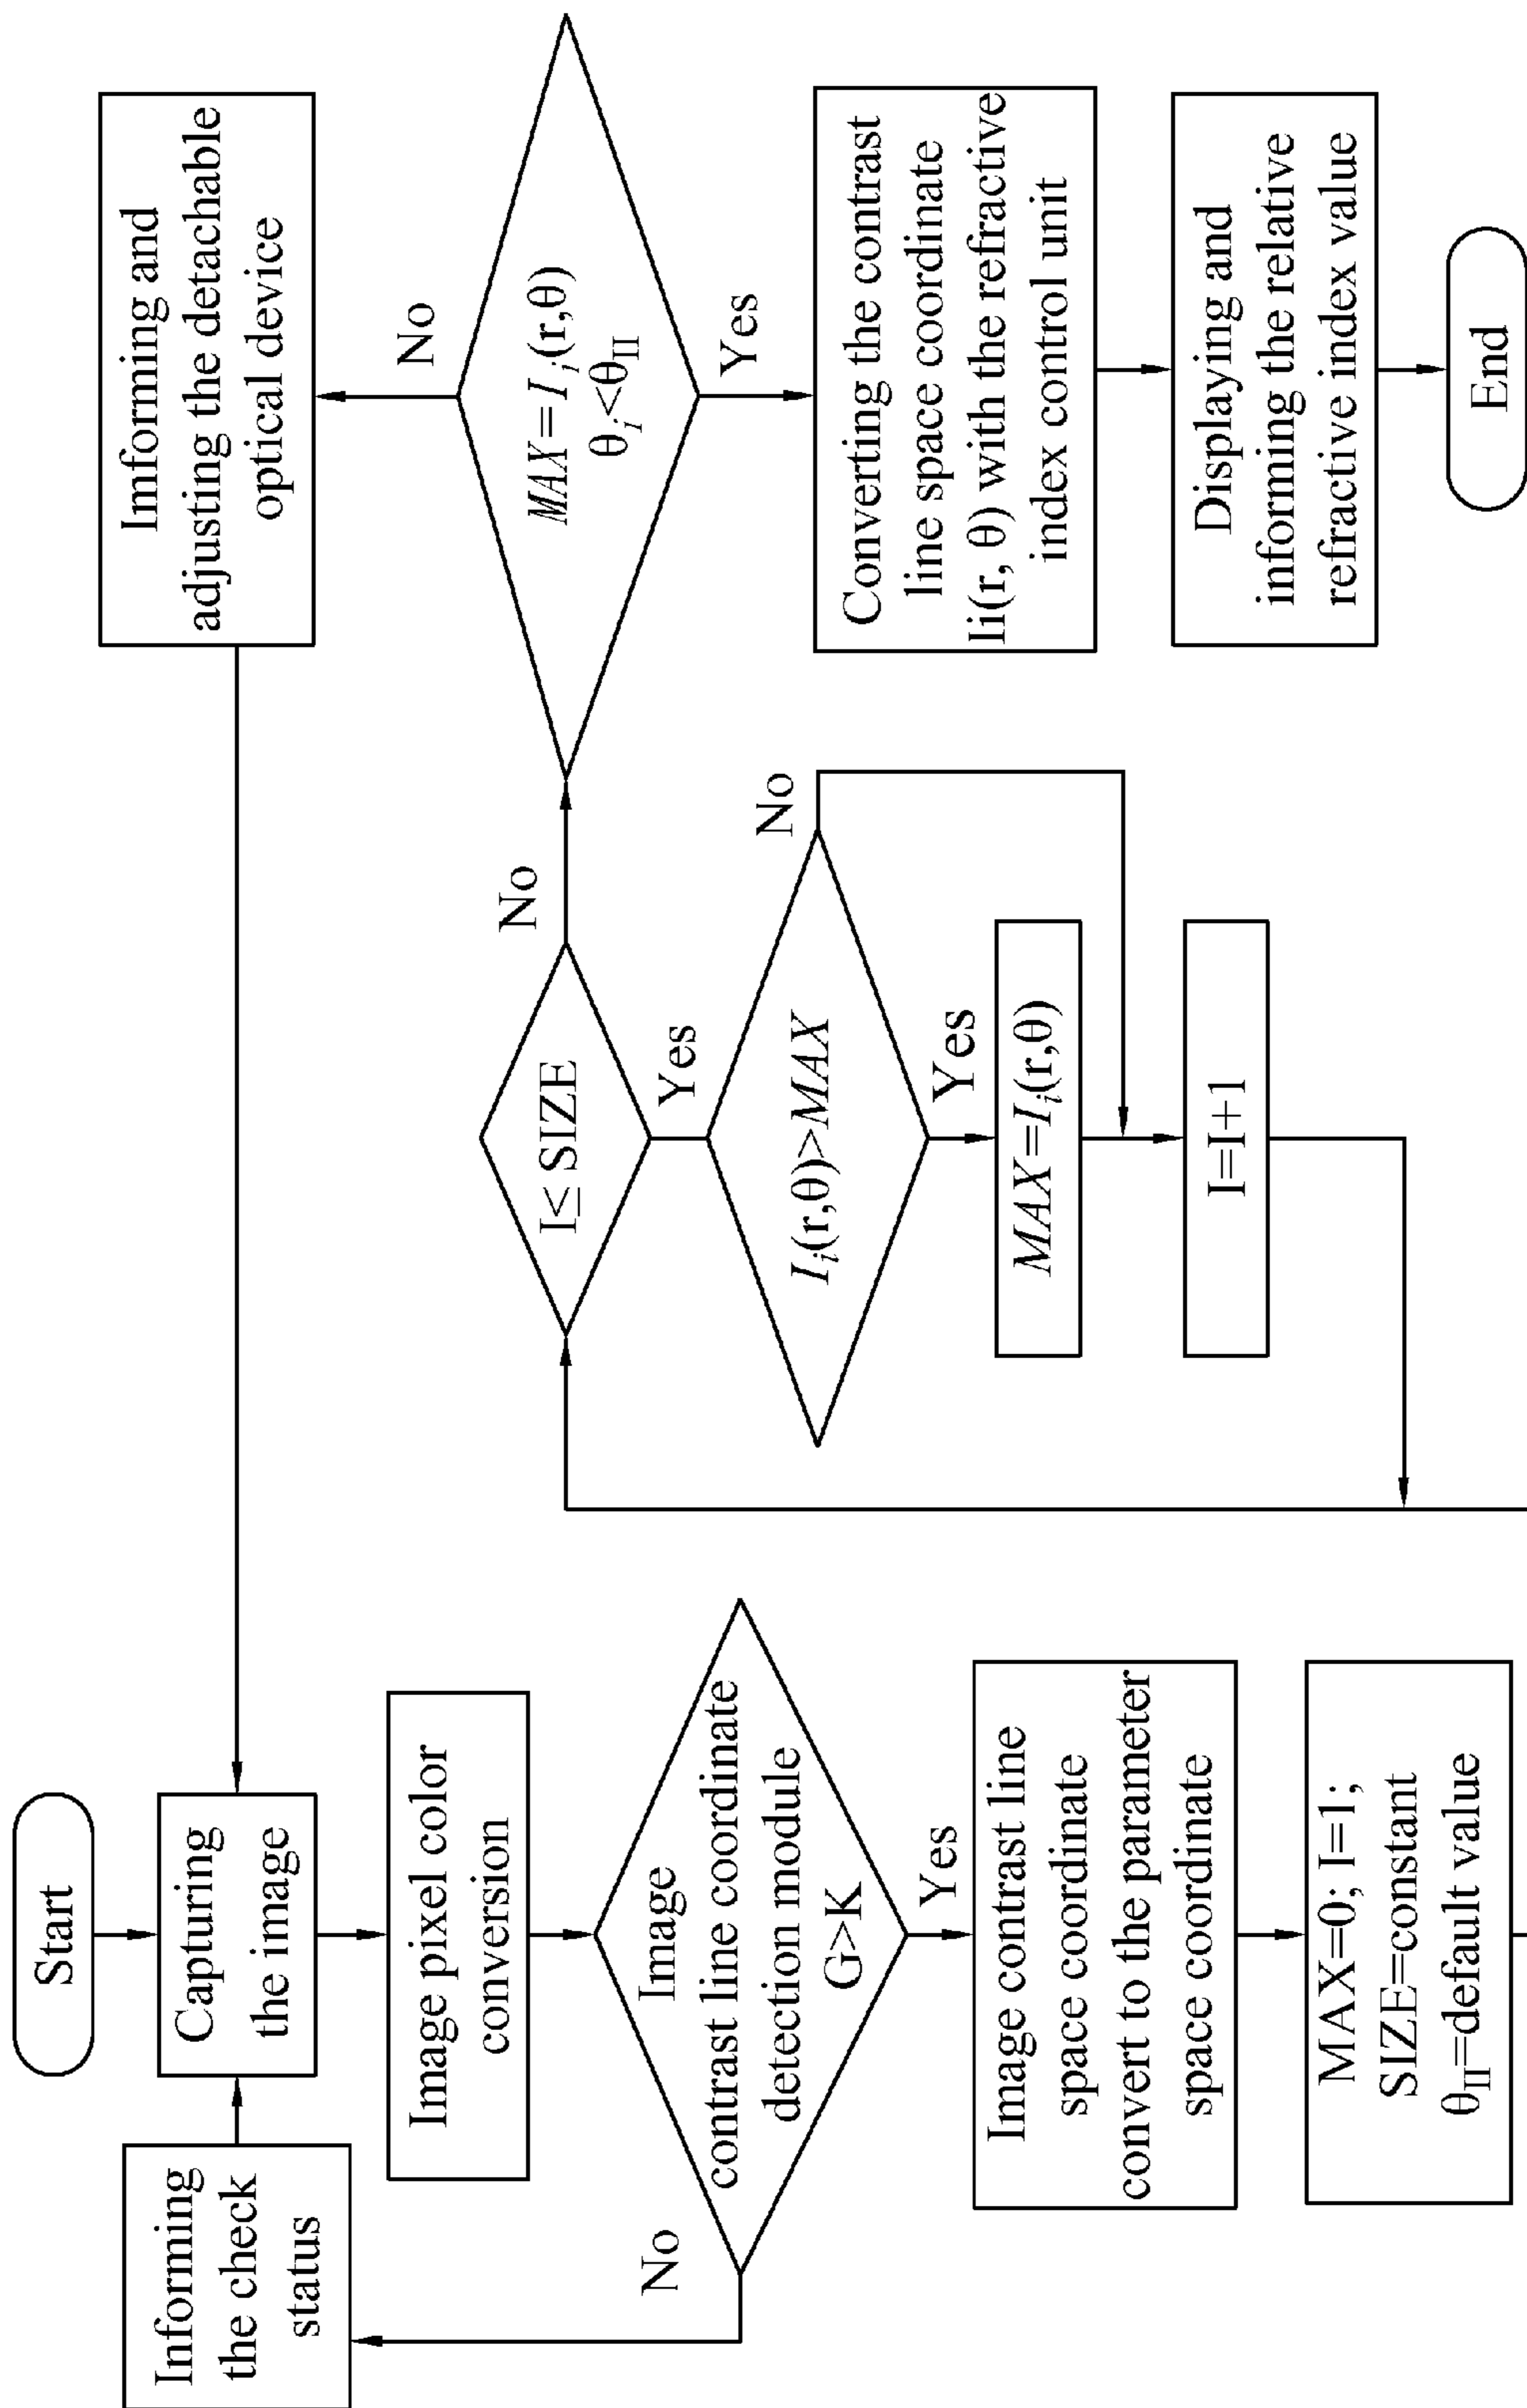 Start
Informing
the check
status
Capturing
the image
Image pixel color
conversion
Image
contrast line coordinate
detection module
G>K
No
Yes
Image contrast line
space coordinate
convert to the parameter
space coordinate
MAX=0; I=1;
SIZE=constant
θII=default value
I≤ SIZE
No
Yes
Ii(r,θ)>MAX
No
Yes
MAX=Ii(r,θ)
I=I+1
Imforming and
adjusting the detachable
optical device
No
MAX=Ii(r,θ)
θi<θII
Yes
Converting the contrast
line space coordinate
Ii(r, θ) with the refractive
index control unit
Displaying and
informing the relative
refractive index value
End